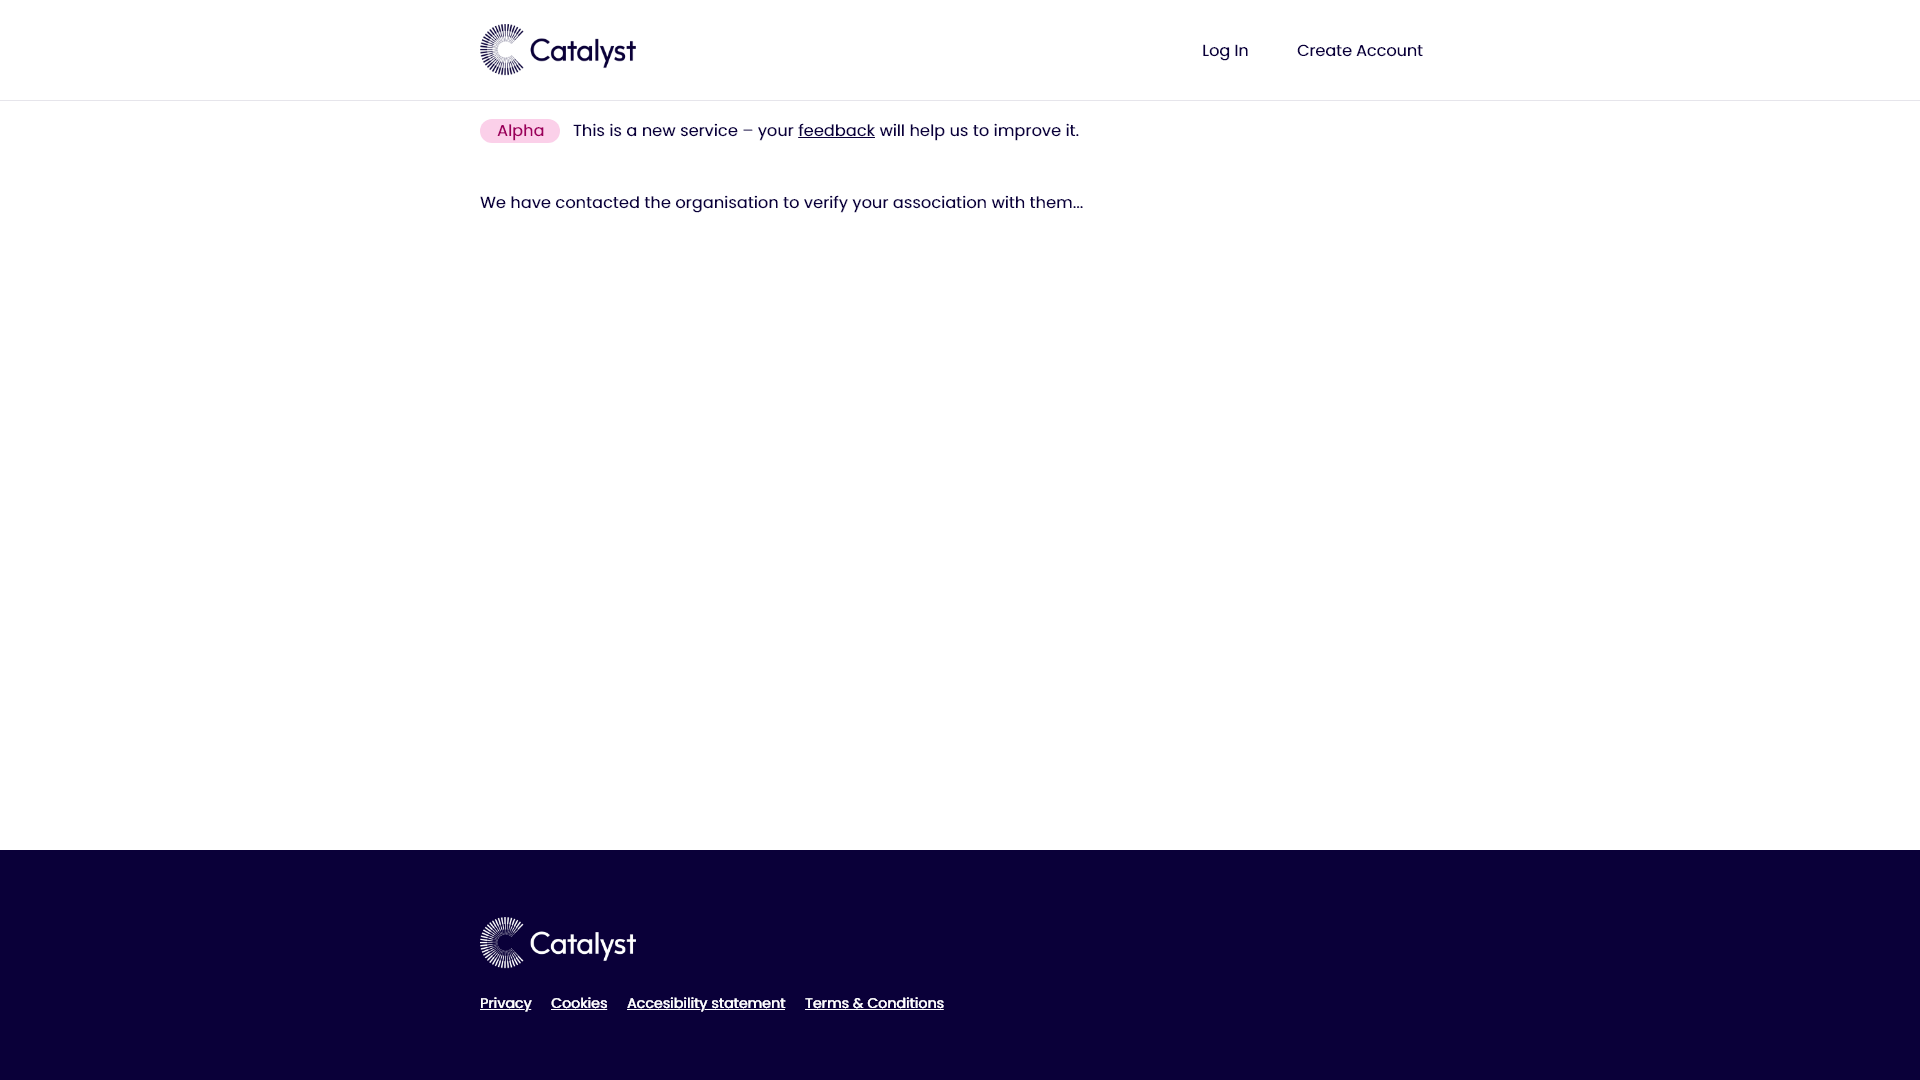 Catalyst
Log In
Create Account
Alpha
This is a new service – your feedback will help us to improve it.
We have contacted the organisation to verify your association with them...
Catalyst
Privacy
Cookies
Accesibility statement
Terms & Conditions